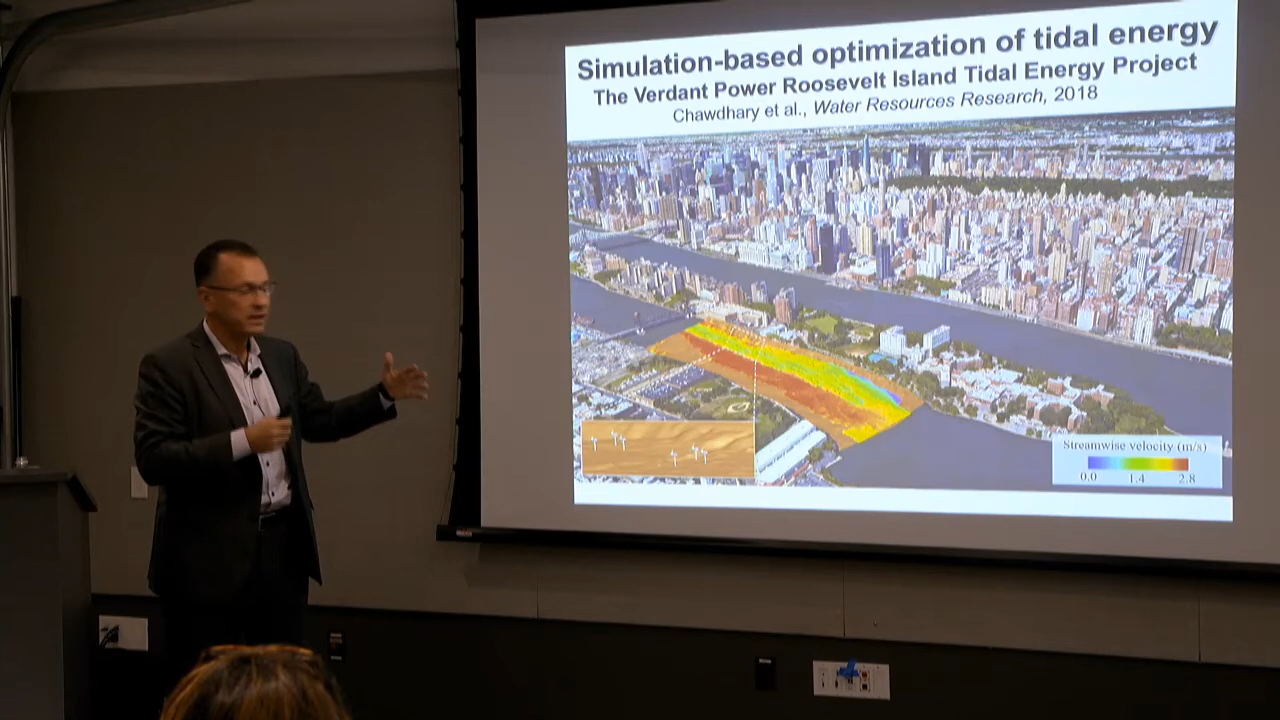 Simulation-based optimization of tidal energy
The Verdant Power Roosevelt Island Tidal Energy Project
Chawdhary et al., Water Resources Research, 2018
Streamwise velocity (m/s)
0.0 1.4 2.8